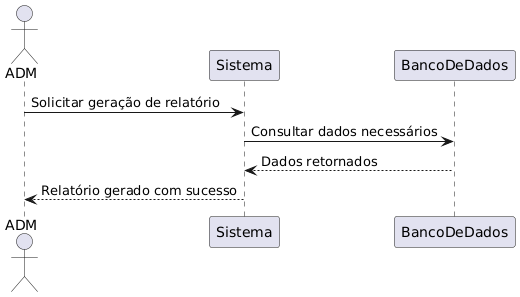 ADM
Sistema
BancoDeDados
Solicitar geração de relatório
Consultar dados necessários
Dados retornados
Relatório gerado com sucesso
ADM
Sistema
BancoDeDados